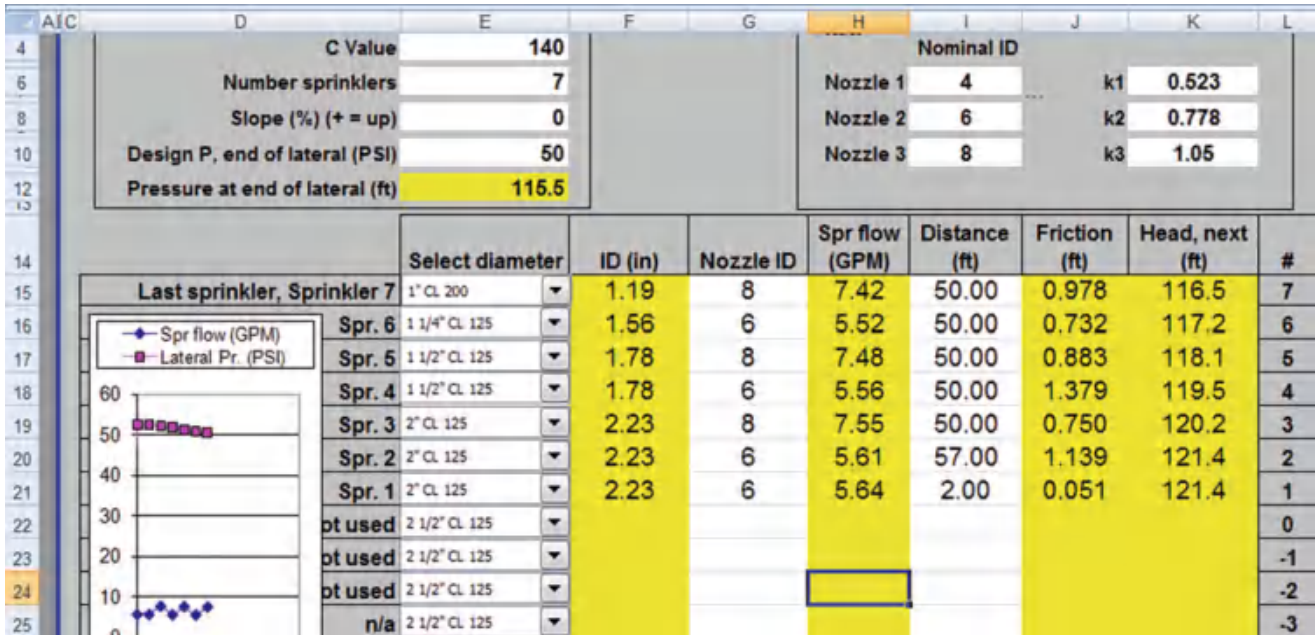 A C D E F G H I J K L
4 C Value 140 Nominal ID
6 Number sprinklers 7 Nozzle 1 4 k1 0.523
8 Slope (%) (+ = up) 0 Nozzle 2 6 k2 0.778
10 Design P, end of lateral (PSI) 50 Nozzle 3 8 k3 1.05
12 Pressure at end of lateral (ft) 115.5
13
Spr flow Distance Friction Head, next
14 Select diameter ID (in) Nozzle ID (GPM) (ft) (ft) (ft) #
15 Last sprinkler, Sprinkler 7 1" CL 200 1.19 8 7.42 50.00 0.978 116.5 7
16 Spr. 6 1 1/4" CL 125 1.56 6 5.52 50.00 0.732 117.2 6
Spr flow (GPM)
17 Spr. 5 1 1/2" CL 125 1.78 8 7.48 50.00 0.883 118.1 5
Lateral Pr. (PSI)
18 60 Spr. 4 1 1/2" CL 125 1.78 6 5.56 50.00 1.379 119.5 4
19 50 Spr. 3 2" CL 125 2.23 8 7.55 50.00 0.750 120.2 3
20 40 Spr. 2 2" CL 125 2.23 6 5.61 57.00 1.139 121.4 2
21 Spr. 1 2" CL 125 2.23 6 5.64 2.00 0.051 121.4 1
22 30 ot used 2 1/2" CL 125 0
23 20 ot used 2 1/2" CL 125 -1
24 10 ot used 2 1/2" CL 125 -2
25 0 n/a 2 1/2" CL 125 -3